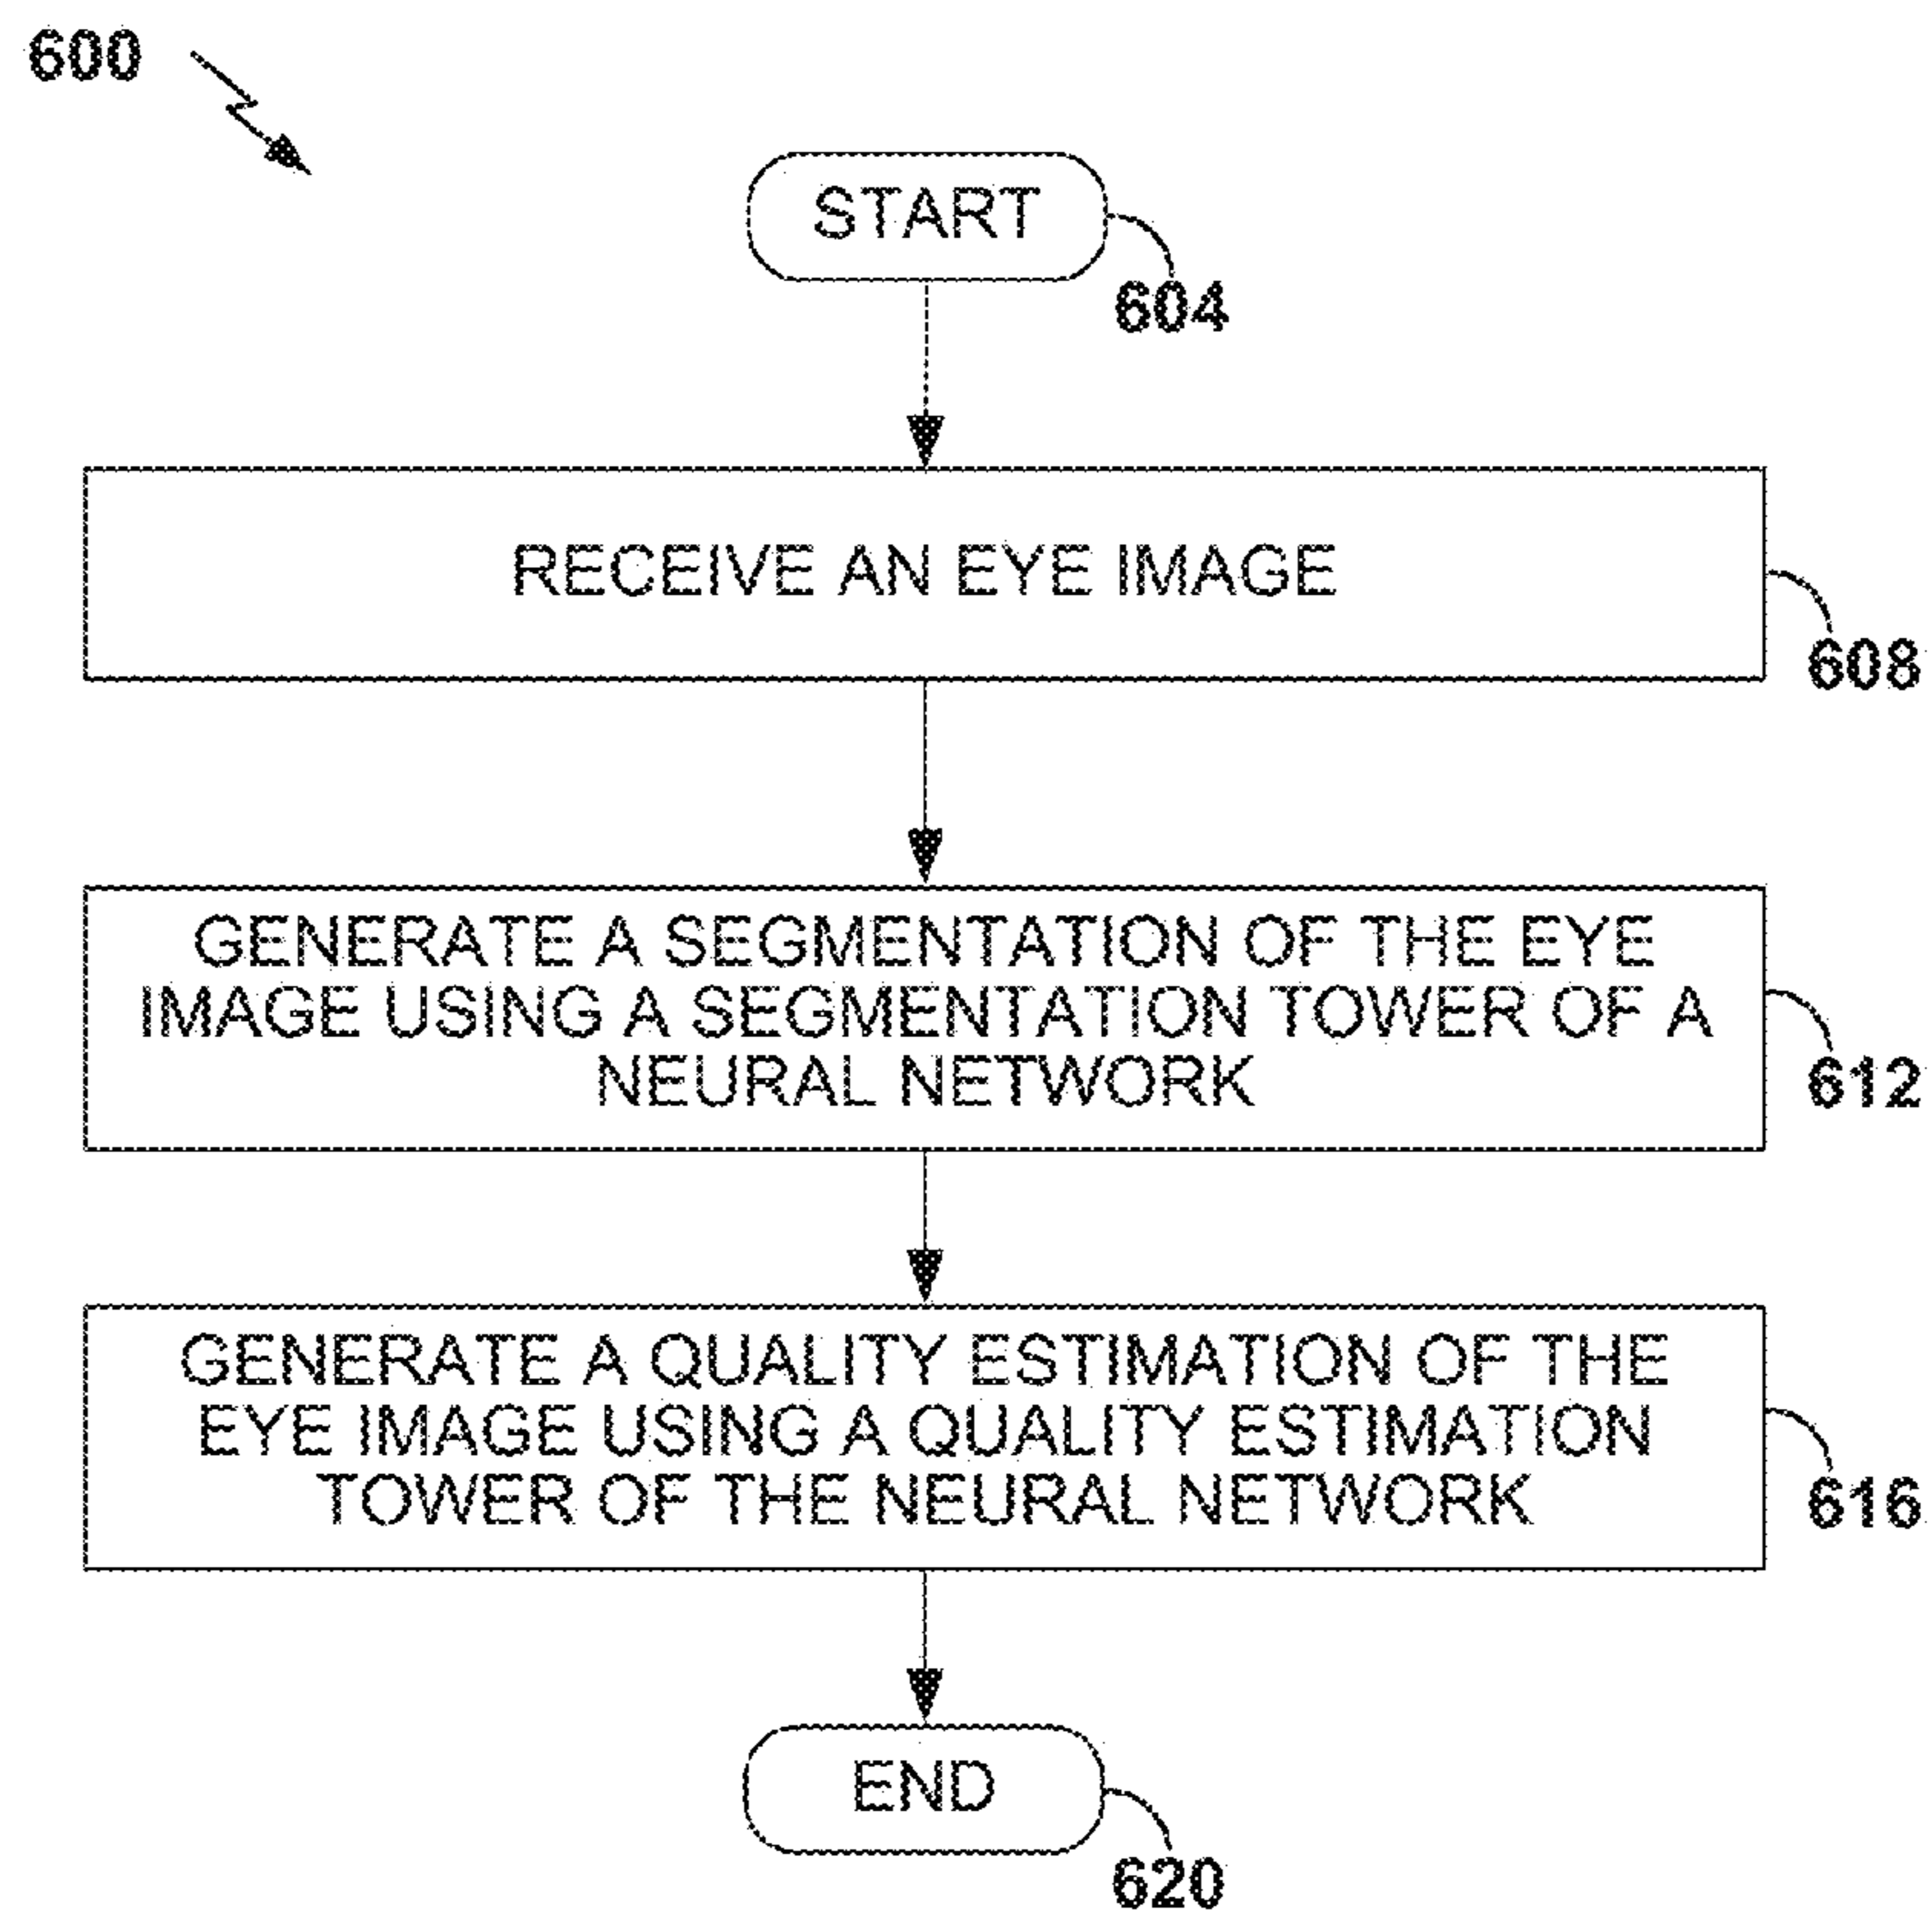 600
START
604
RECEIVE AN EYE IMAGE
608
GENERATE A SEGMENTATION OF THE EYE
IMAGE USING A SEGMENTATION TOWER OF A
NEURAL NETWORK
612
GENERATE A QUALITY ESTIMATION OF THE
EYE IMAGE USING A QUALITY ESTIMATION
TOWER OF THE NEURAL NETWORK
616
END
620